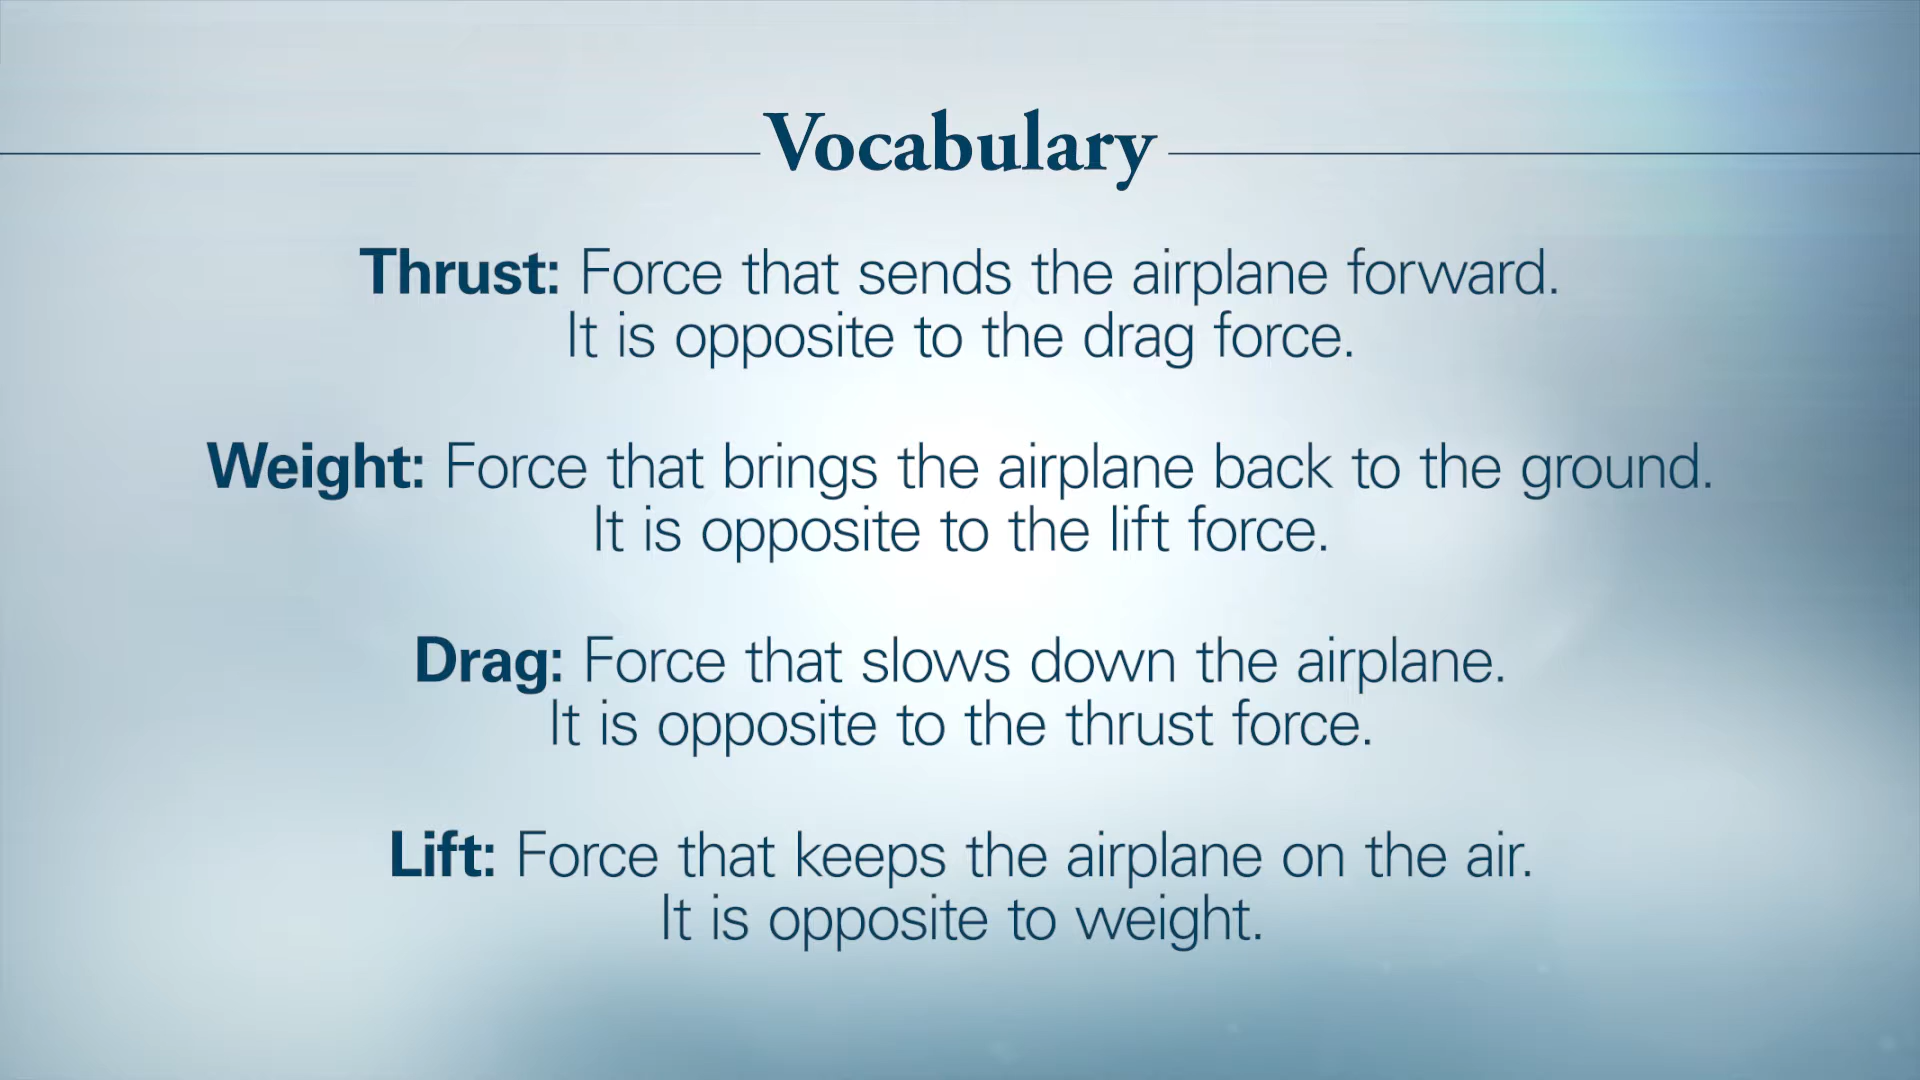 Vocabulary
Thrust: Force that sends the airplane forward.
It is opposite to the drag force.
Weight: Force that brings the airplane back to the ground.
It is opposite to the lift force.
Drag: Force that slows down the airplane.
It is opposite to the thrust force.
Lift: Force that keeps the airplane on the air.
It is opposite to weight.